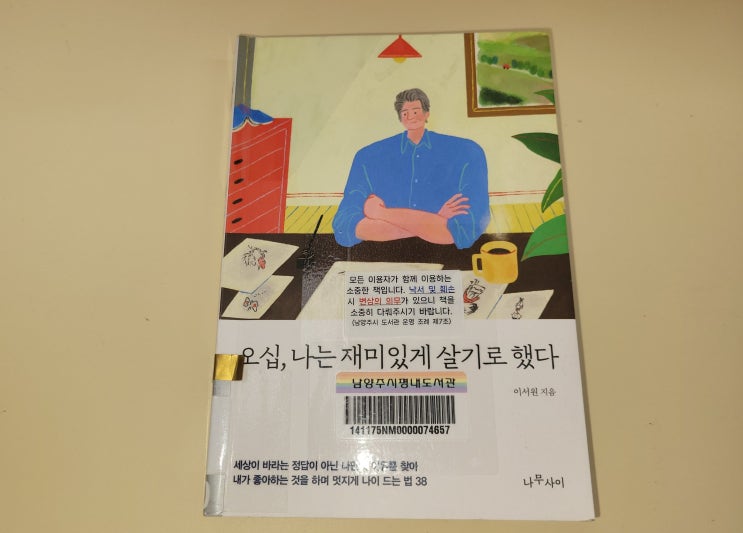 모든 이용자가 함께 이용하는
소중한 책입니다. 낙서 및 훼손
시 변상의 의무가 있으니 책을
소중히 다뤄주시기 바랍니다.
(남양주시 도서관 운영 조례 제7조)
오십, 나는 재미있게 살기로 했다
이서원 지음
남양주시평내도서관
141175NM0000074657
세상이 바라는 정답이 아닌 찾아
내가 좋아하는 것을 하며 멋지게 나이 드는 법 38
나무사이